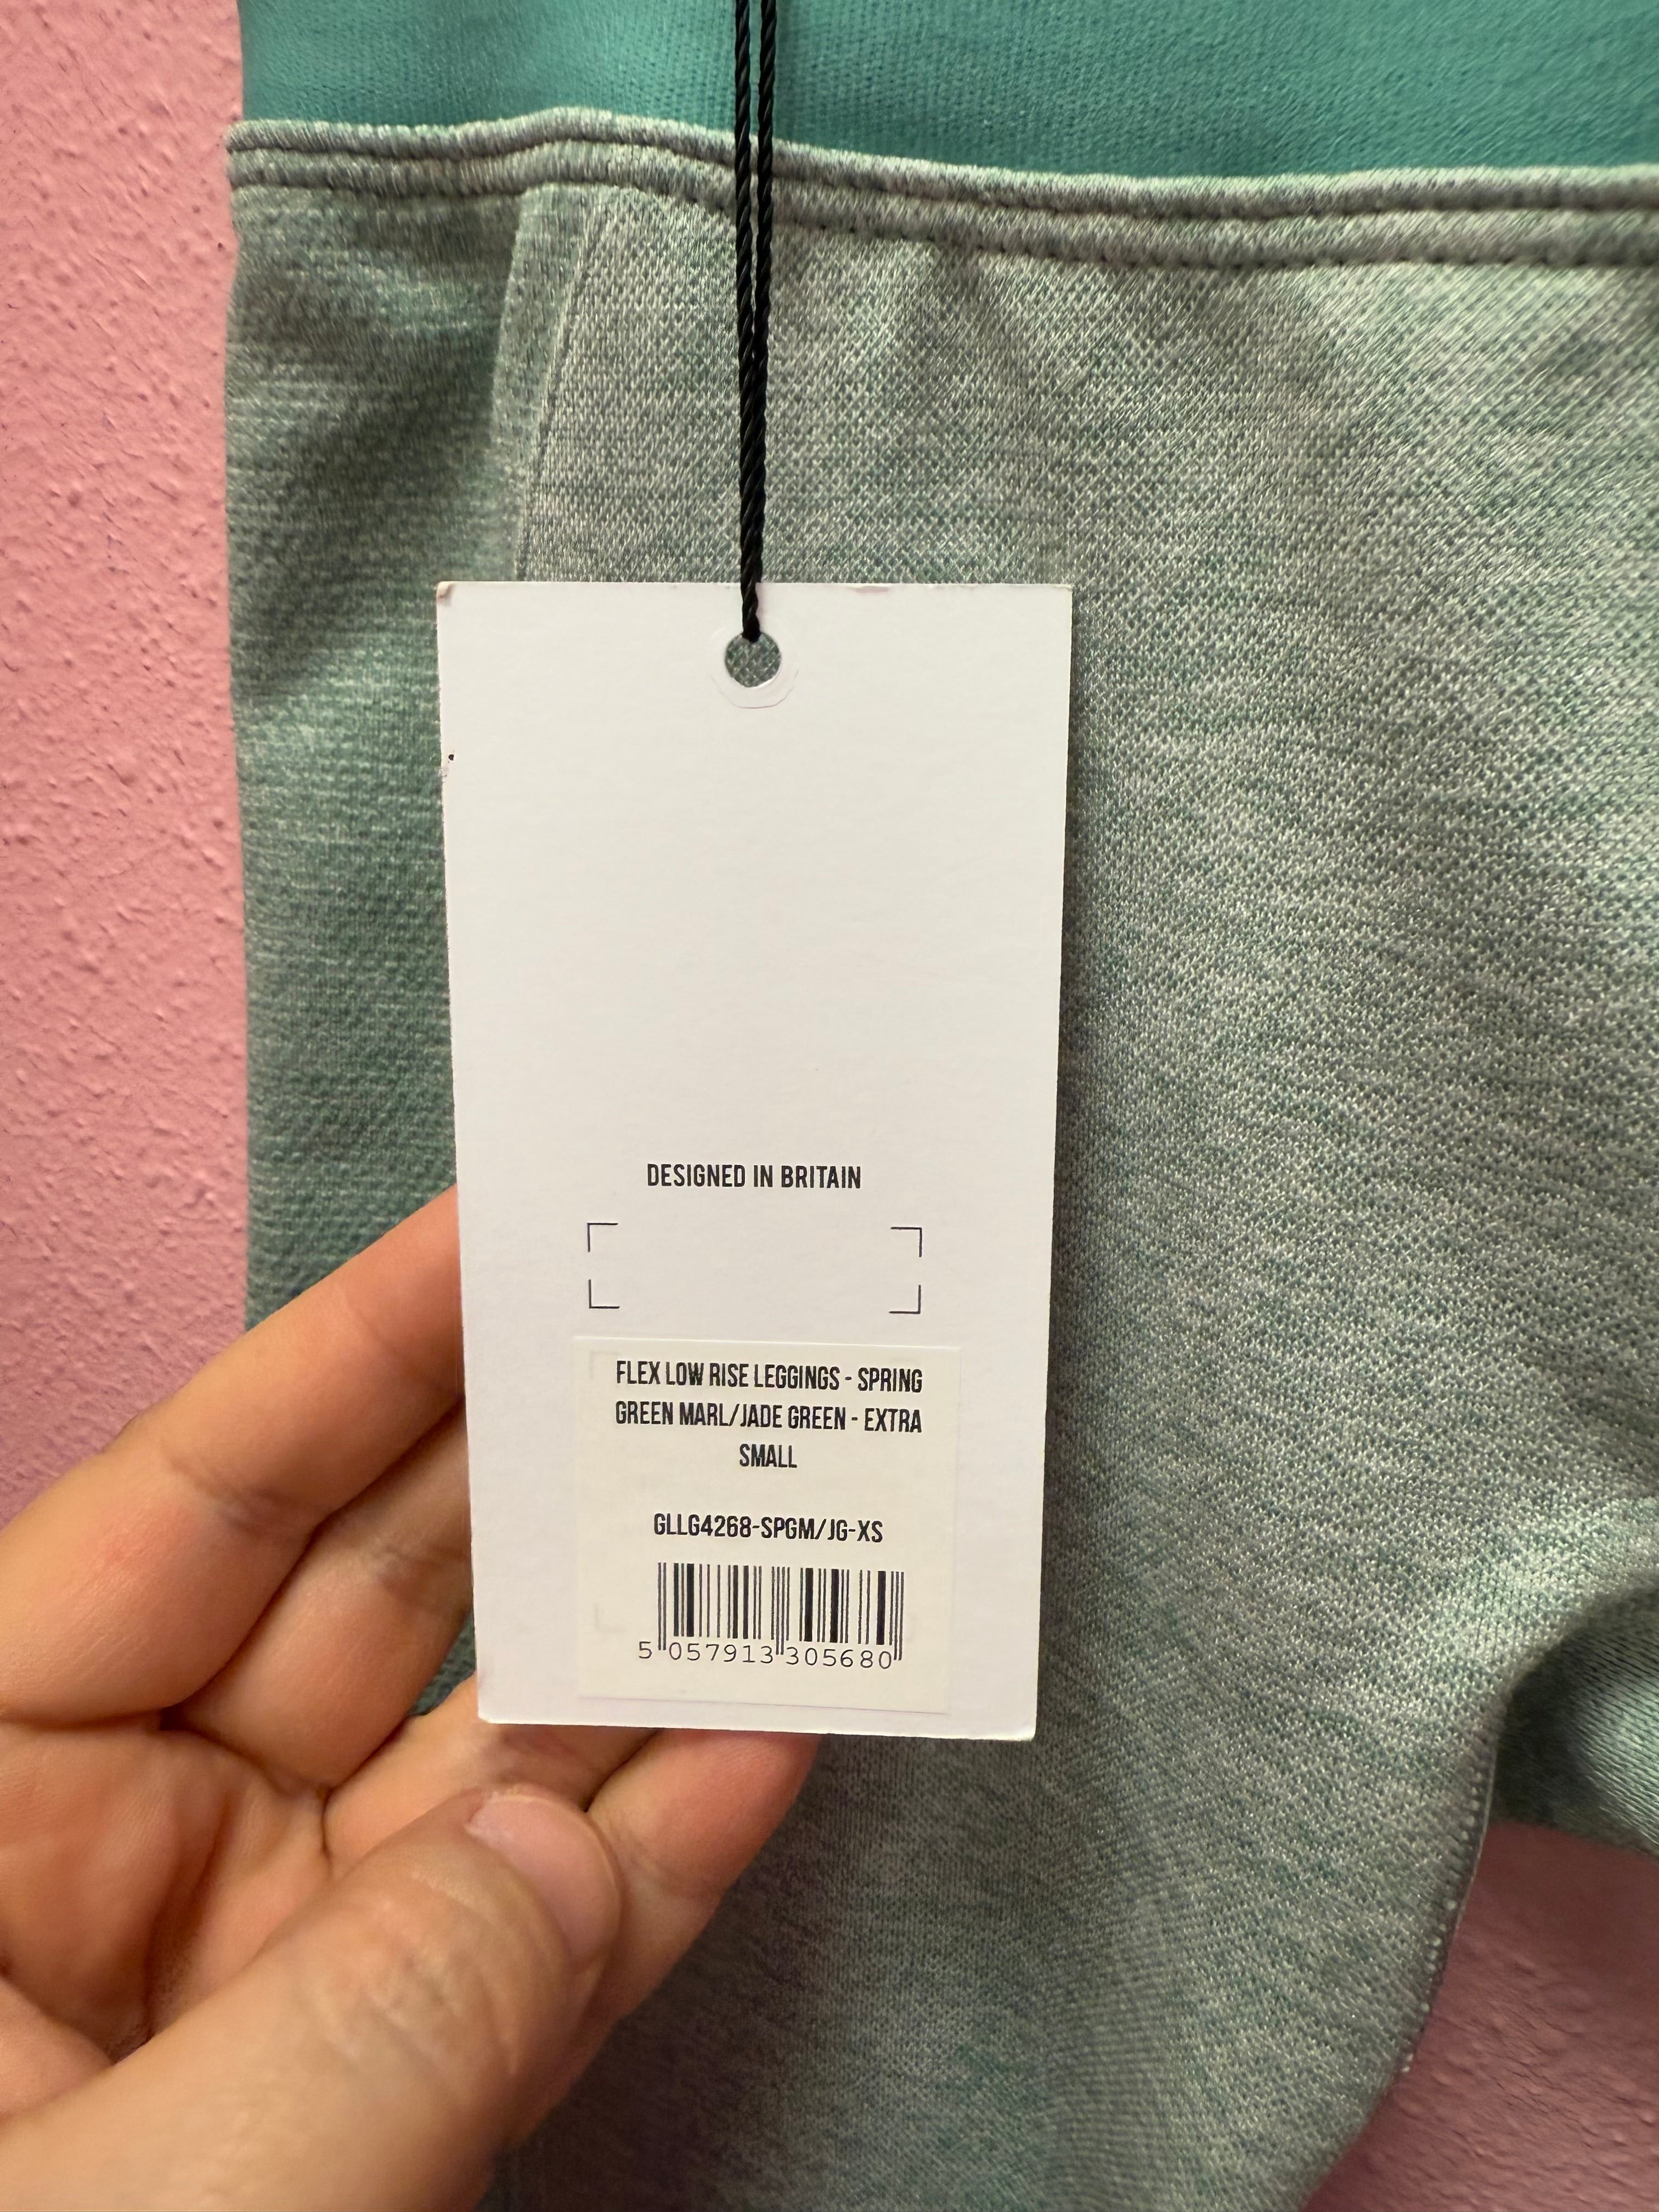 DESIGNED IN BRITAIN
FLEX LOW RISE LEGGINGS - SPRING
GREEN MARL/JADE GREEN - EXTRA
SMALL
GLLG4268-SPGM/JG-XS
5 057913 305680